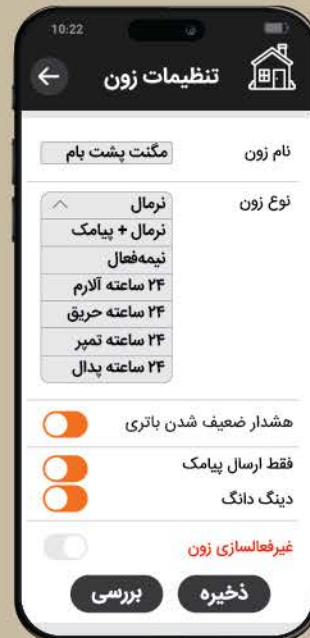 10:22
تنظیمات زون
نام زون
مگنت پشت بام
نوع زون
نرمال
نرمال + پیامک
نیمه‌فعال
۲۴ ساعته آلارم
۲۴ ساعته حریق
۲۴ ساعته تمپر
۲۴ ساعته پدال
هشدار ضعیف شدن باتری
فقط ارسال پیامک
دینگ دانگ
غیرفعالسازی زون
ذخیره
بررسی